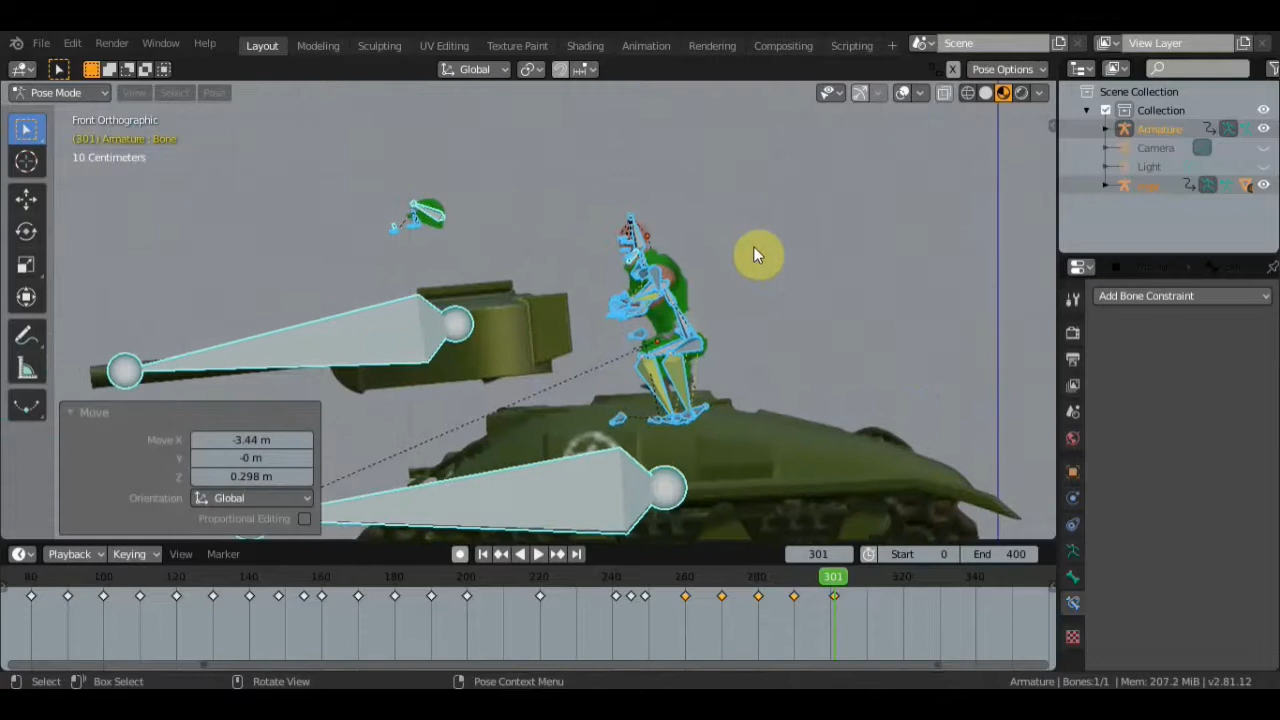 File Edit Render Window Help Layout Modeling Sculpting UV Editing Texture Paint Shading Animation Rendering Compositing Scripting + Scene View Layer
Global X Pose Options
Pose Mode View Select Pose
Front Orthographic
(301) Armature : Bone
10 Centimeters
Scene Collection
Collection
Armature
Camera
Light
Add Bone Constraint
Move
Move X -3.44 m
Y -0 m
Z 0.298 m
Orientation Global
Proportional Editing
Playback Keying View Marker 301 Start 0 End 400
80 100 120 140 160 180 200 220 240 260 280 301 320 340
Select Box Select Rotate View Pose Context Menu Armature | Bones:1/1 | Mem: 207.2 MiB | v2.81.12